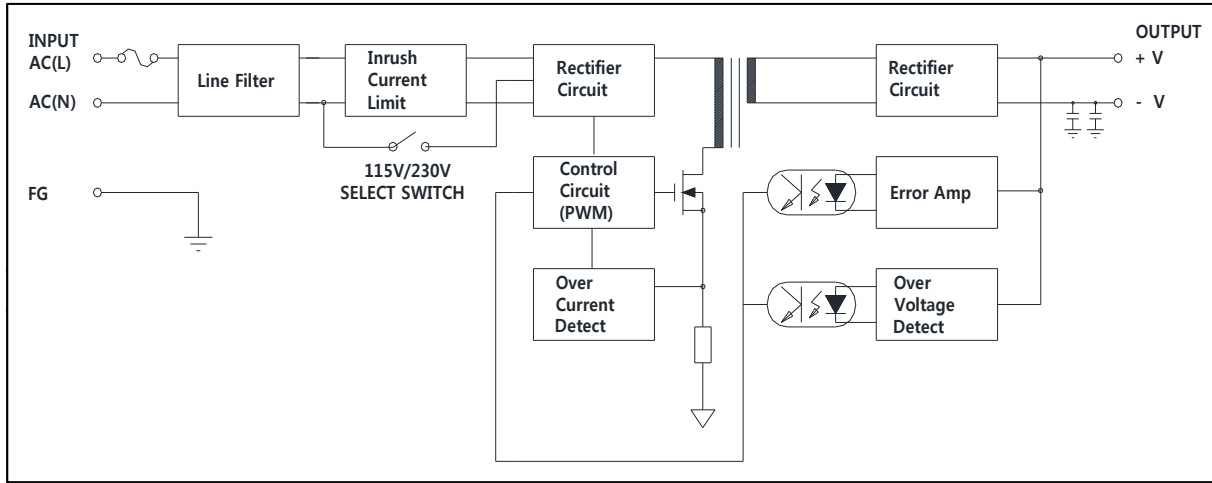 INPUT
AC(L)
AC(N)
FG
Line Filter
Inrush
Current
Limit
115V/230V
SELECT SWITCH
Rectifier
Circuit
Control
Circuit
(PWM)
Over
Current
Detect
Rectifier
Circuit
Error Amp
Over
Voltage
Detect
OUTPUT
+ V
- V